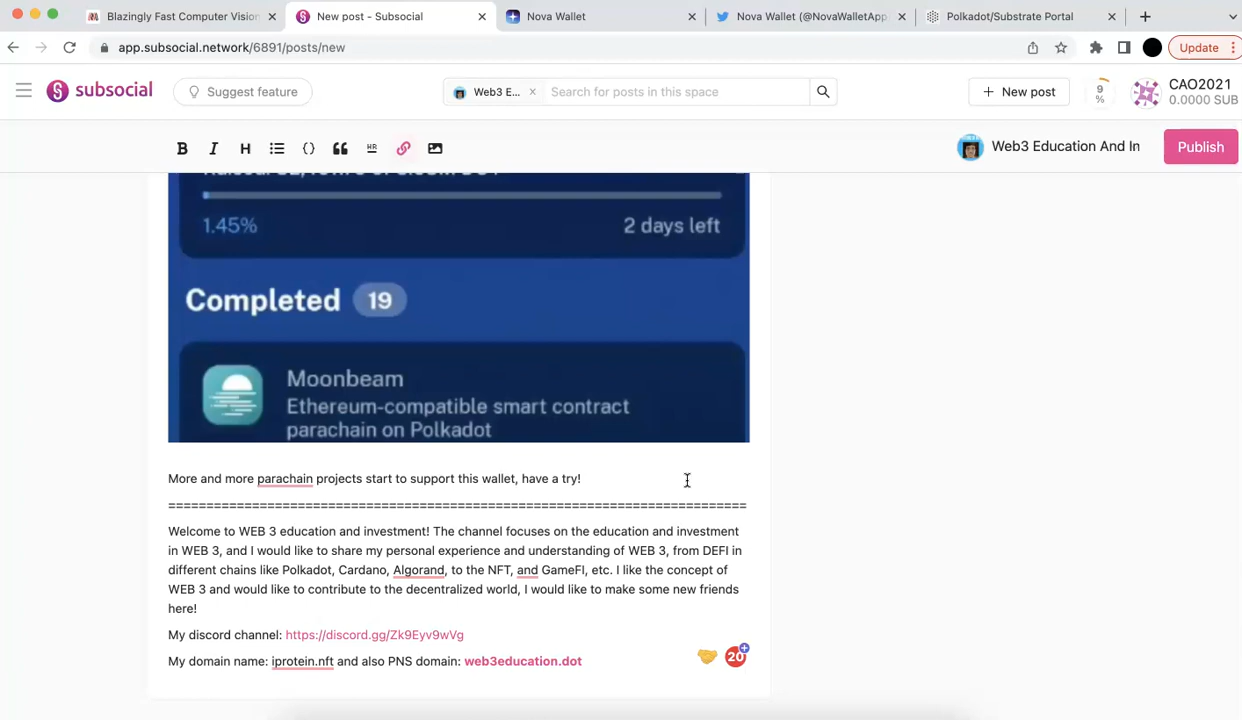 Blazingly Fast Computer Vision
New post - Subsocial
Nova Wallet
Nova Wallet (@NovaWalletApp
Polkadot/Substrate Portal
app.subsocial.network/6891/posts/new
Update
subsocial
Suggest feature
Web3 E...
Search for posts in this space
New post
9
%
CAO2021
0.0000 SUB
B I H {} HR
Web3 Education And In
Publish
1.45%
2 days left
Completed 19
Moonbeam
Ethereum-compatible smart contract
parachain on Polkadot
More and more parachain projects start to support this wallet, have a try!
============================================================================
Welcome to WEB 3 education and investment! The channel focuses on the education and investment
in WEB 3, and I would like to share my personal experience and understanding of WEB 3, from DEFI in
different chains like Polkadot, Cardano, Algorand, to the NFT, and GameFI, etc. I like the concept of
WEB 3 and would like to contribute to the decentralized world, I would like to make some new friends
here!
My discord channel: https://discord.gg/Zk9Eyv9wVg
My domain name: iprotein.nft and also PNS domain: web3education.dot
20